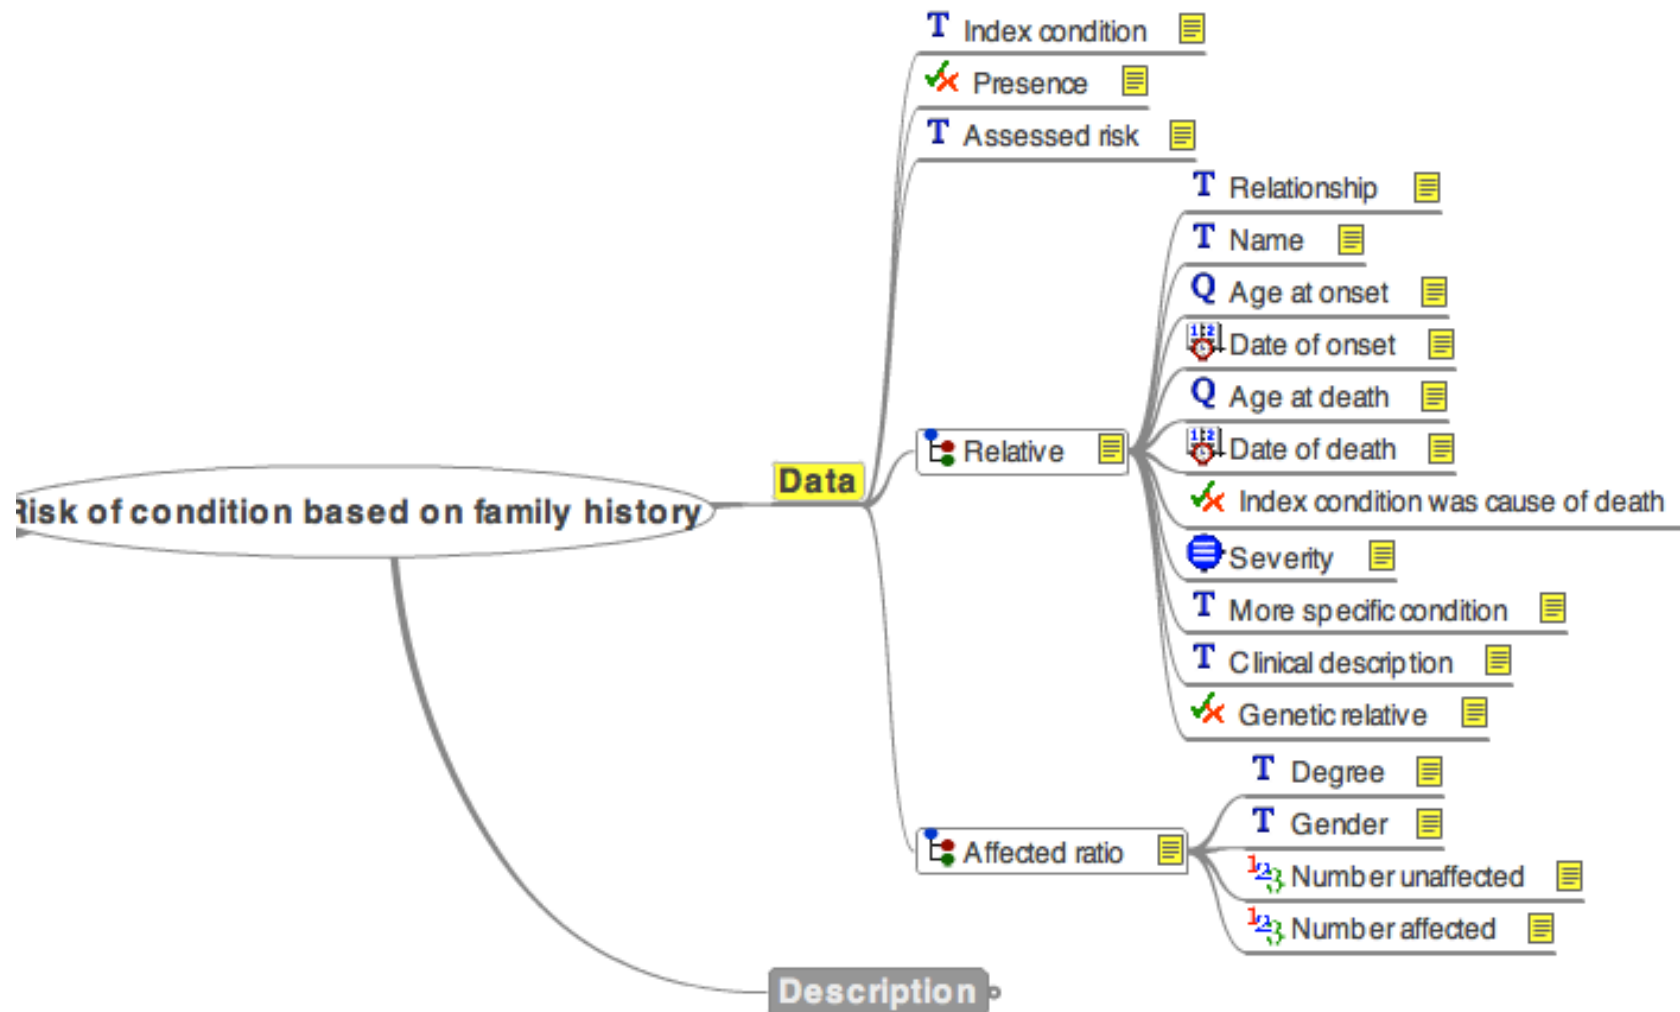 T Index condition
Presence
T Assessed risk
T Relationship
T Name
Q Age at onset
Date of onset
Q Age at death
Relative
Date of death
Data
Index condition was cause of death
Risk of condition based on family history
Severity
T More specific condition
T Clinical description
Genetic relative
T Degree
T Gender
Affected ratio
Number unaffected
Number affected
Description